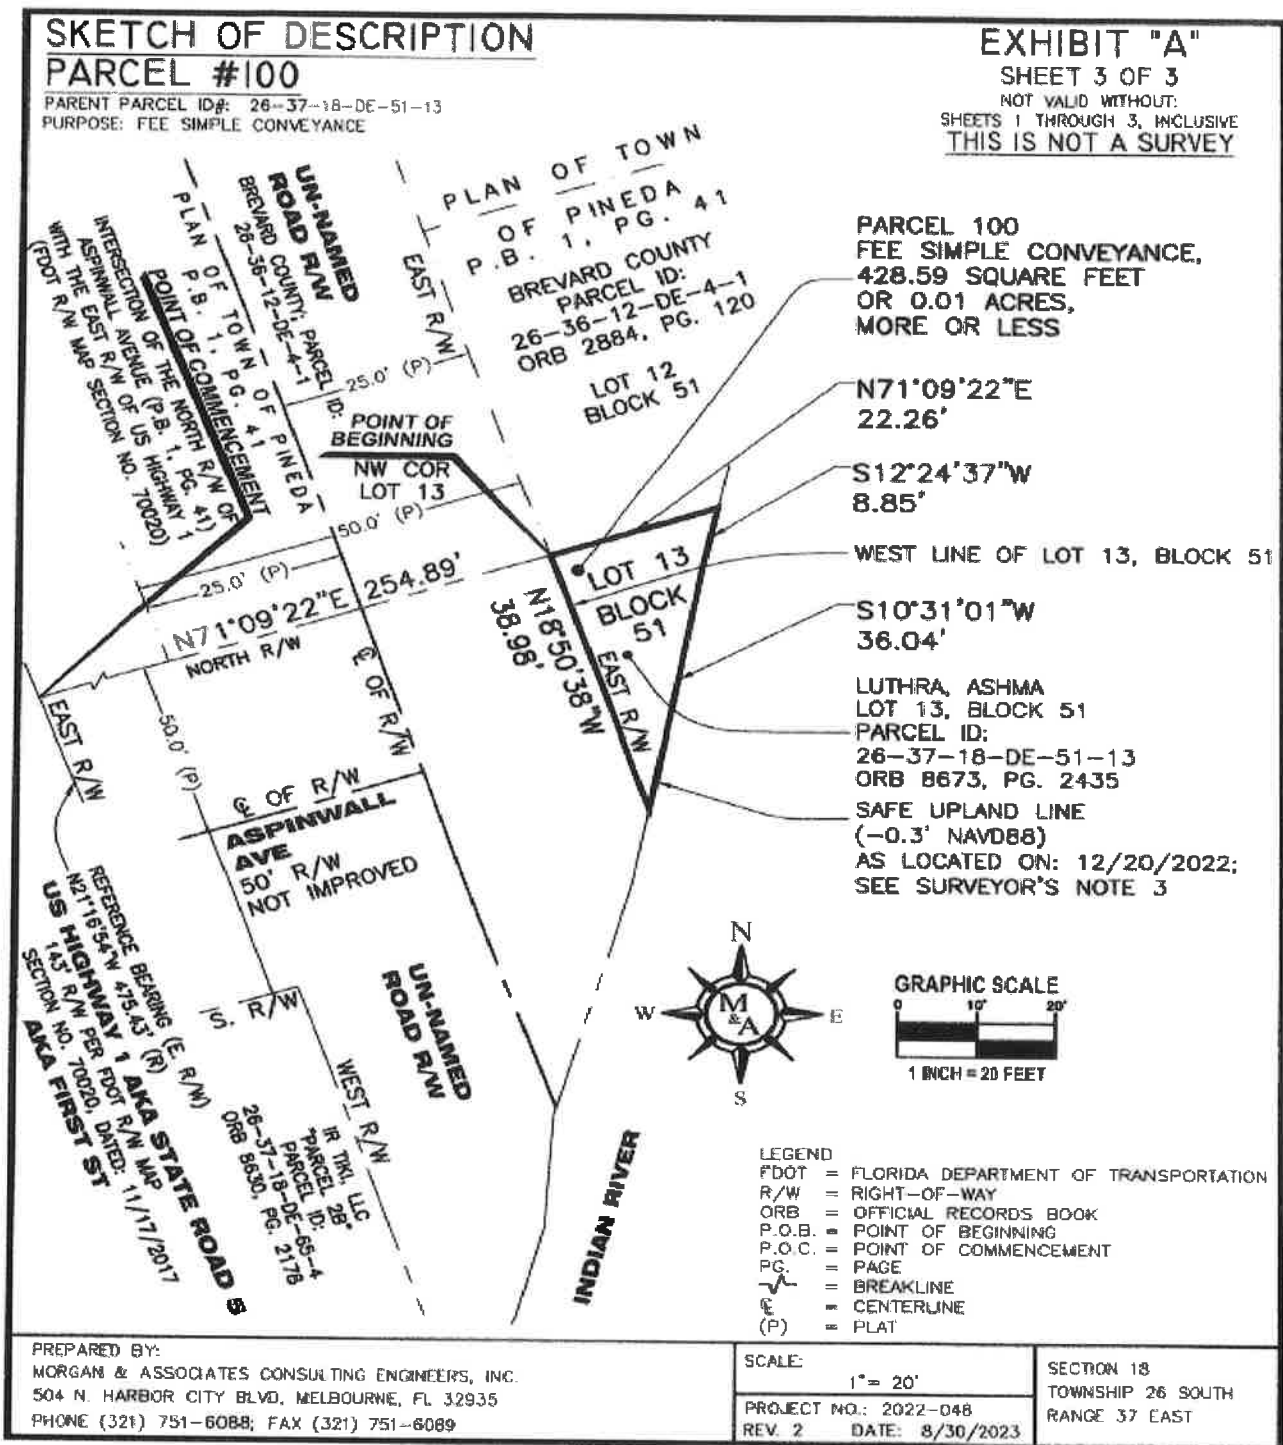 SKETCH OF DESCRIPTION
PARCEL #100
PARENT PARCEL ID#: 26-37-18-DE-51-13
PURPOSE: FEE SIMPLE CONVEYANCE
EXHIBIT "A"
SHEET 3 OF 3
NOT VALID WITHOUT:
SHEETS 1 THROUGH 3, INCLUSIVE
THIS IS NOT A SURVEY
PLAN OF TOWN
OF PINEDA
P.B. 1, PG. 41
BREVARD COUNTY
PARCEL ID:
26-36-12-DE-4-1
ORB 2884, PG. 120
LOT 12
BLOCK 51
UN-NAMED
ROAD R/W
BREVARD COUNTY; PARCEL ID:
26-36-12-DE-4-1
PLAN OF TOWN OF PINEDA
P.B. 1, PG. 41
POINT OF COMMENCEMENT
INTERSECTION OF THE NORTH R/W OF
ASPINWALL AVENUE (P.B. 1, PG. 41)
WITH THE EAST R/W OF US HIGHWAY 1
(FDOT R/W MAP SECTION NO. 70020)
EAST R/W
25.0' (P)
POINT OF
BEGINNING
NW COR
LOT 13
50.0' (P)
25.0' (P)
N71°09'22"E 254.89'
NORTH R/W
PARCEL 100
FEE SIMPLE CONVEYANCE,
428.59 SQUARE FEET
OR 0.01 ACRES,
MORE OR LESS
N71°09'22"E
22.26'
S12°24'37"W
8.85'
WEST LINE OF LOT 13, BLOCK 51
S10°31'01"W
36.04'
LUTHRA, ASHMA
LOT 13, BLOCK 51
PARCEL ID:
26-37-18-DE-51-13
ORB 8673, PG. 2435
SAFE UPLAND LINE
(-0.3' NAVD88)
AS LOCATED ON: 12/20/2022;
SEE SURVEYOR'S NOTE 3
LOT 13
BLOCK
51
EAST R/W
N18°50'38"W
38.98'
℄ OF R/W
EAST R/W
50.0' (P)
℄ OF R/W
ASPINWALL
AVE
50' R/W
NOT IMPROVED
S. R/W
WEST R/W
UN-NAMED
ROAD R/W
REFERENCE BEARING (E. R/W)
N21°16'54"W 475.43' (R)
US HIGHWAY 1 AKA STATE ROAD 5
143' R/W PER FDOT R/W MAP
SECTION NO. 70020, DATED: 11/17/2017
AKA FIRST ST
IR TIKI, LLC
"PARCEL 2B"
PARCEL ID:
26-37-18-DE-65-4
ORB 8630, PG. 2178
INDIAN RIVER
N
W
E
S
M
&
A
GRAPHIC SCALE
0 10' 20'
1 INCH = 20 FEET
LEGEND
FDOT = FLORIDA DEPARTMENT OF TRANSPORTATION
R/W = RIGHT-OF-WAY
ORB = OFFICIAL RECORDS BOOK
P.O.B. = POINT OF BEGINNING
P.O.C. = POINT OF COMMENCEMENT
PG. = PAGE
= BREAKLINE
℄ = CENTERLINE
(P) = PLAT
PREPARED BY:
MORGAN & ASSOCIATES CONSULTING ENGINEERS, INC.
504 N. HARBOR CITY BLVD, MELBOURNE, FL 32935
PHONE (321) 751-6088; FAX (321) 751-6089
SCALE:
1"= 20'
PROJECT NO.: 2022-048
REV. 2 DATE: 8/30/2023
SECTION 18
TOWNSHIP 26 SOUTH
RANGE 37 EAST